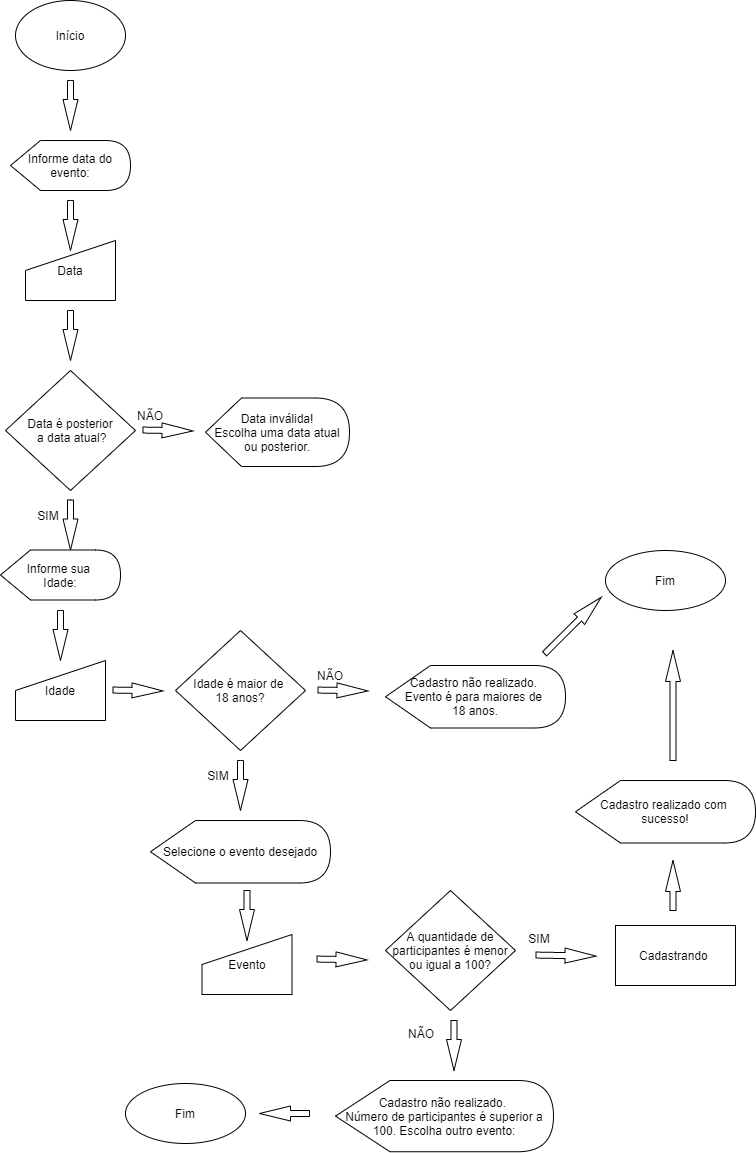 Início
Informe data do
evento:
Data
Data é posterior
a data atual?
NÃO
Data inválida!
Escolha uma data atual
ou posterior.
SIM
Informe sua
Idade:
Fim
Idade
Idade é maior de
18 anos?
NÃO
Cadastro não realizado.
Evento é para maiores de
18 anos.
SIM
Cadastro realizado com
sucesso!
Selecione o evento desejado
Evento
A quantidade de
participantes é menor
ou igual a 100?
SIM
Cadastrando
NÃO
Cadastro não realizado.
Número de participantes é superior a
100. Escolha outro evento:
Fim